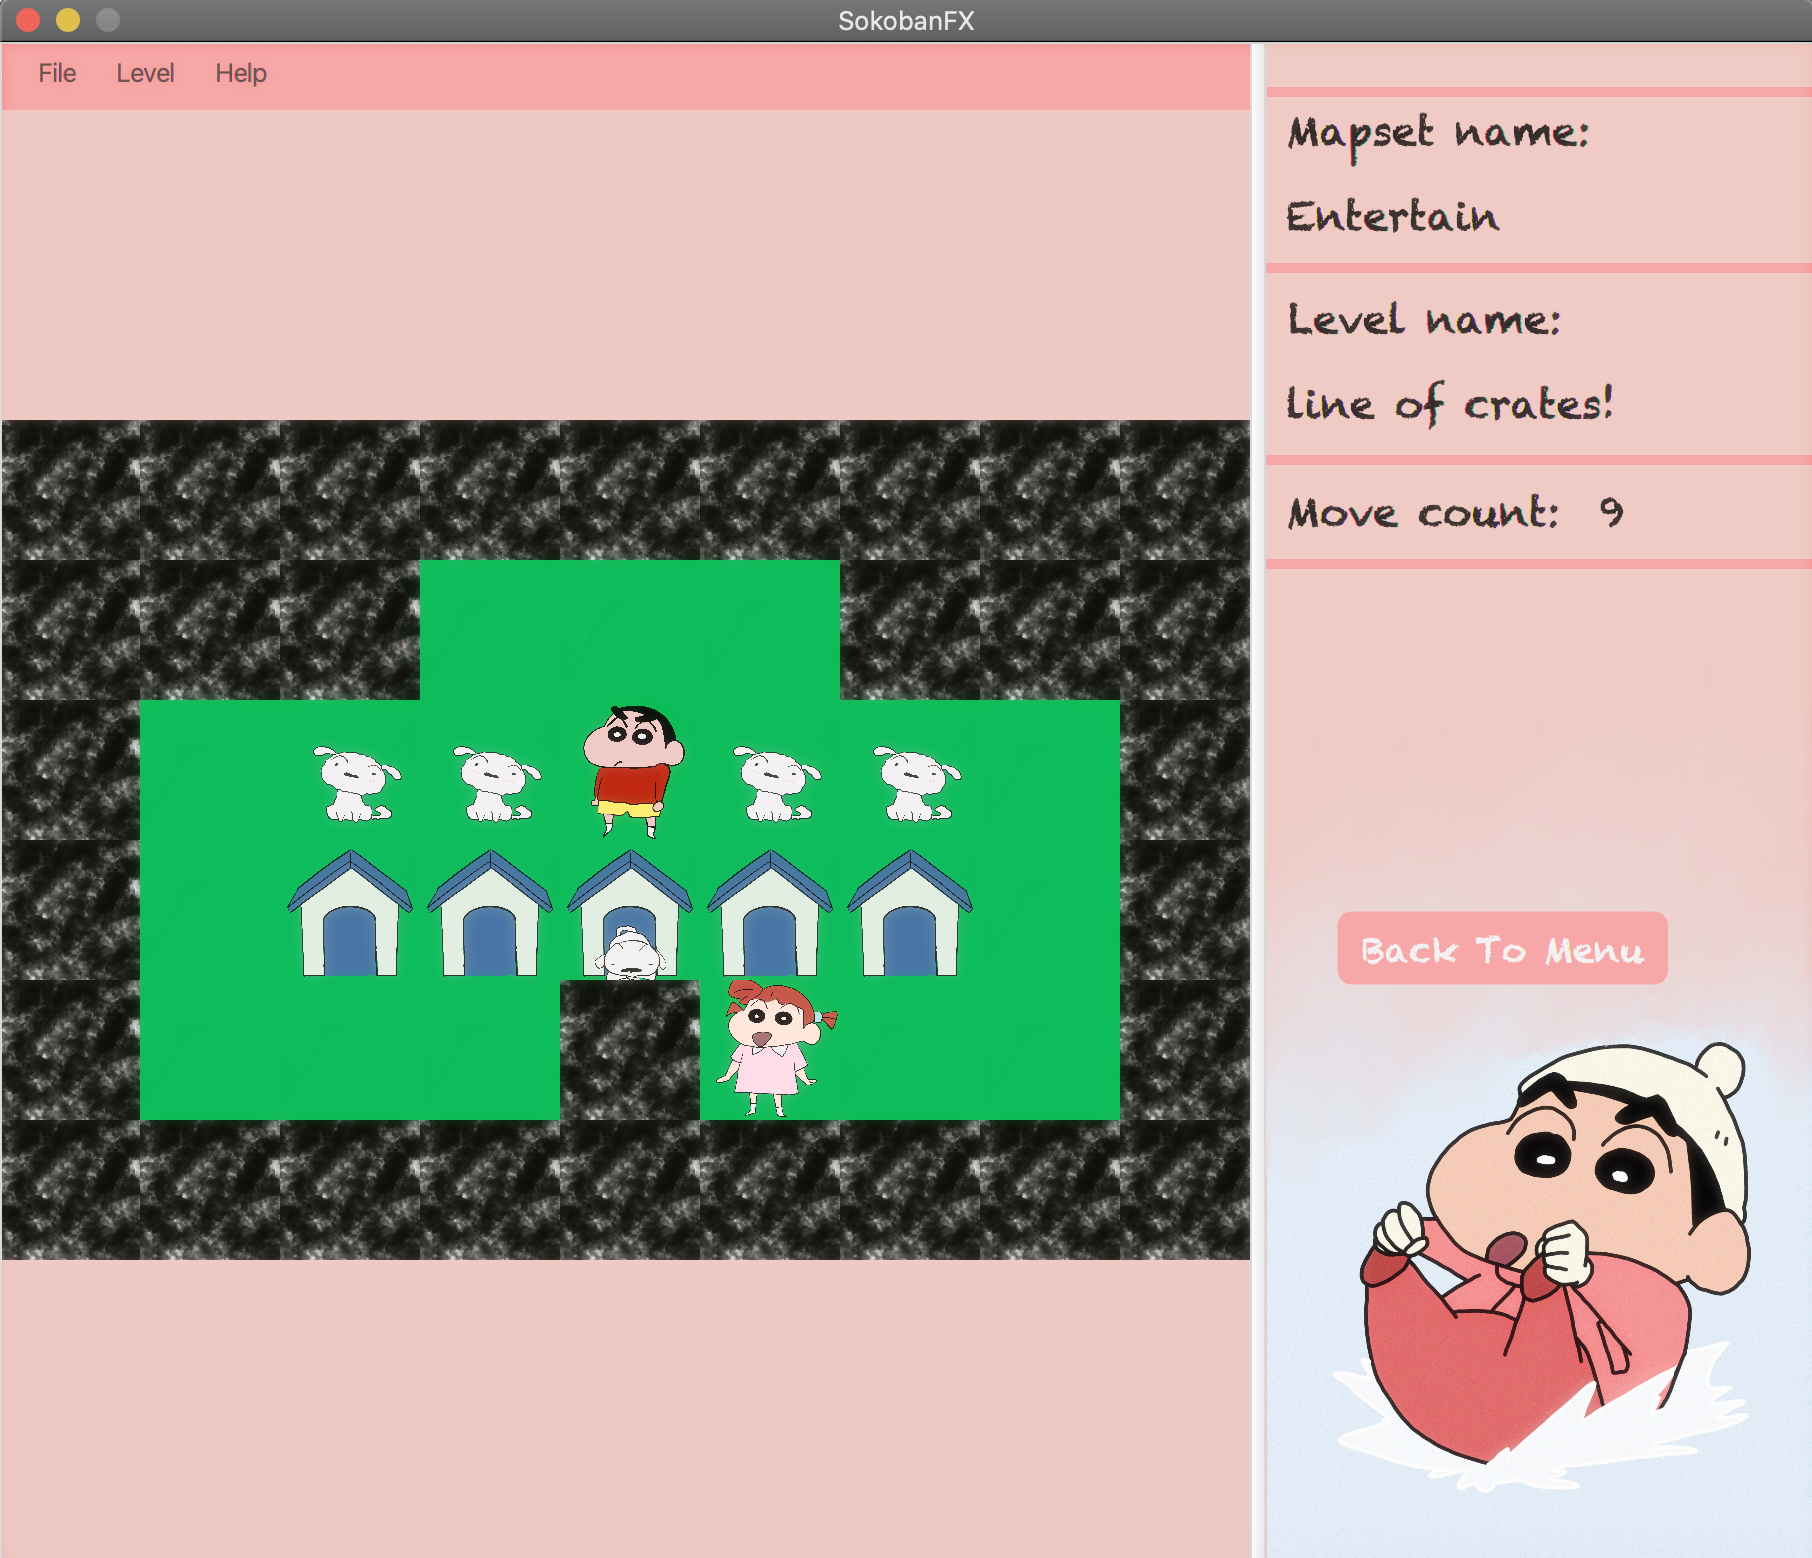 SokobanFX
File Level Help
Mapset name:
Entertain
Level name:
line of crates!
Move count: 9
Back To Menu